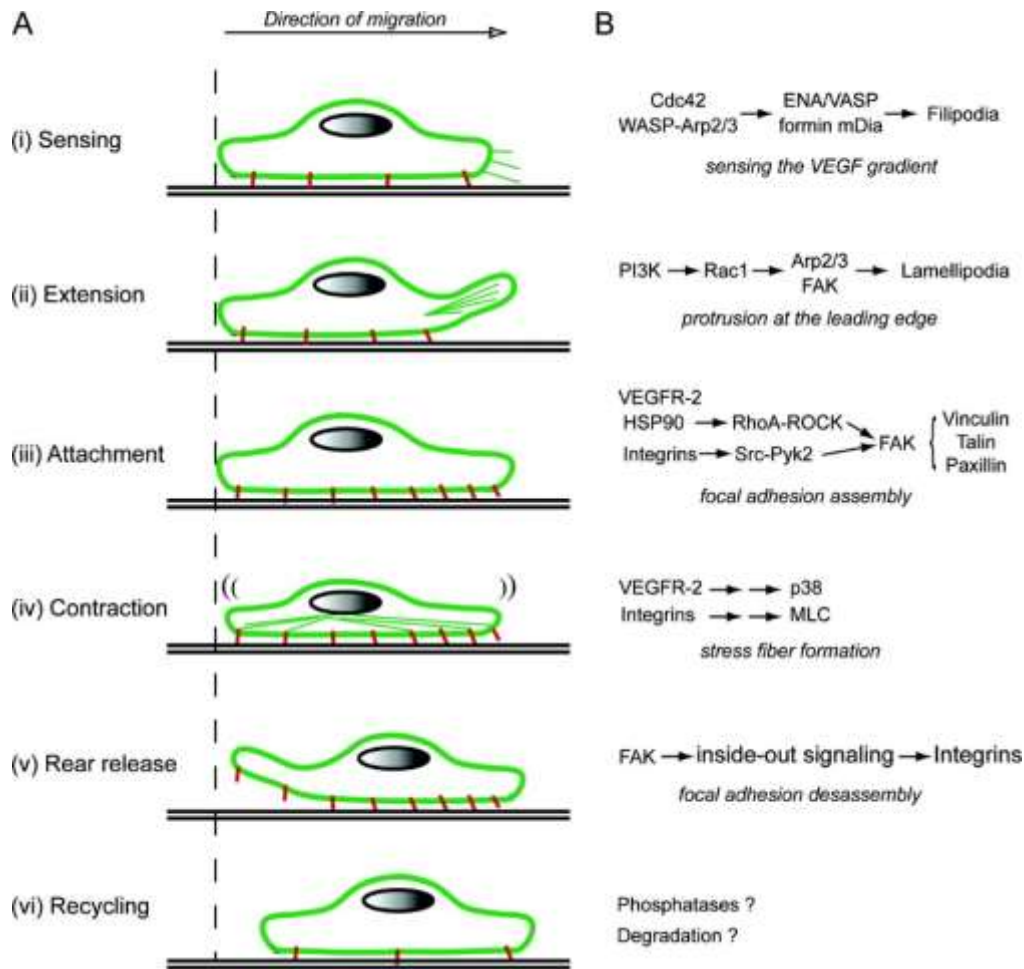 A
Direction of migration
B
(i) Sensing
Cdc42
WASP-Arp2/3
ENA/VASP
formin mDia
Filipodia
sensing the VEGF gradient
(ii) Extension
PI3K
Rac1
Arp2/3
FAK
Lamellipodia
protrusion at the leading edge
(iii) Attachment
VEGFR-2
HSP90
RhoA-ROCK
Integrins
Src-Pyk2
FAK
Vinculin
Talin
Paxillin
focal adhesion assembly
(iv) Contraction
VEGFR-2
p38
Integrins
MLC
stress fiber formation
(v) Rear release
FAK
inside-out signaling
Integrins
focal adhesion desassembly
(vi) Recycling
Phosphatases ?
Degradation ?